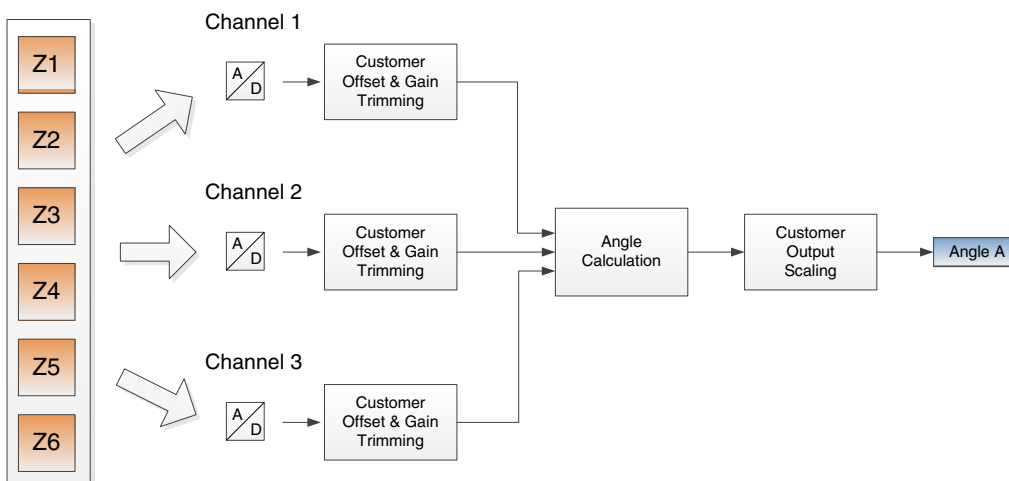 Z1
Z2
Z3
Z4
Z5
Z6
Channel 1
A
D
Customer
Offset & Gain
Trimming
Channel 2
A
D
Customer
Offset & Gain
Trimming
Channel 3
A
D
Customer
Offset & Gain
Trimming
Angle
Calculation
Customer
Output
Scaling
Angle A